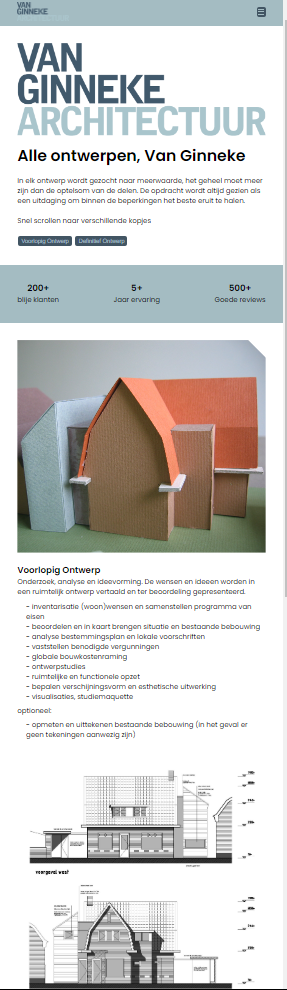 VAN
GINNEKE
VAN
GINNEKE
ARCHITECTUUR
Alle ontwerpen, Van Ginneke
In elk ontwerp wordt gezocht naar meerwaarde, het geheel moet meer
zijn dan de optelsom van de delen. De opdracht wordt altijd gezien als
een uitdaging om binnen de beperkingen het beste eruit te halen.
Snel scrollen naar verschillende kopjes
Voorlopig Ontwerp
Definitief Ontwerp
200+
blije klanten
5+
Jaar ervaring
500+
Goede reviews
Voorlopig Ontwerp
Onderzoek, analyse en ideevorming. De wensen en ideeen worden in
een ruimtelijk ontwerp vertaald en ter beoordeling gepresenteerd.
- inventarisatie (woon)wensen en samenstellen programma van
eisen
- beoordelen en in kaart brengen situatie en bestaande bebouwing
- analyse bestemmingsplan en lokale voorschriften
- vaststellen benodigde vergunningen
- globale bouwkostenraming
- ontwerpstudies
- ruimtelijke en functionele opzet
- bepalen verschijningsvorm en esthetische uitwerking
- visualisaties, studiemaquette
optioneel:
- opmeten en uittekenen bestaande bebouwing (in het geval er
geen tekeningen aanwezig zijn)
voorgevel west